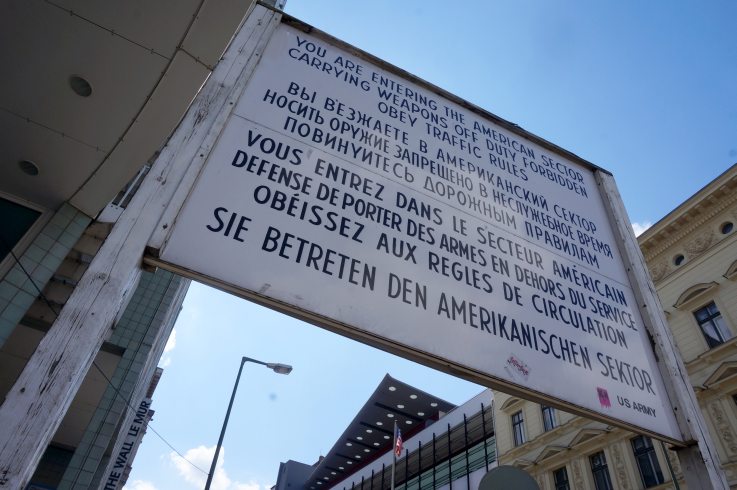 YOU ARE ENTERING THE AMERICAN SECTOR
CARRYING WEAPONS OFF DUTY FORBIDDEN
OBEY TRAFFIC RULES
ВЫ ВЪЕЗЖАЕТЕ В АМЕРИКАНСКИЙ СЕКТОР
НОСИТЬ ОРУЖИЕ ЗАПРЕЩЕНО В НЕСЛУЖЕБНОЕ ВРЕМЯ
ПОВИНУЙТЕСЬ ДОРОЖНЫМ ПРАВИЛАМ
VOUS ENTREZ DANS LE SECTEUR AMÉRICAIN
DEFENSE DE PORTER DES ARMES EN DEHORS DU SERVICE
OBÉISSEZ AUX REGLES DE CIRCULATION
SIE BETRETEN DEN AMERIKANISCHEN SEKTOR
US ARMY
THE WALL LE MUR